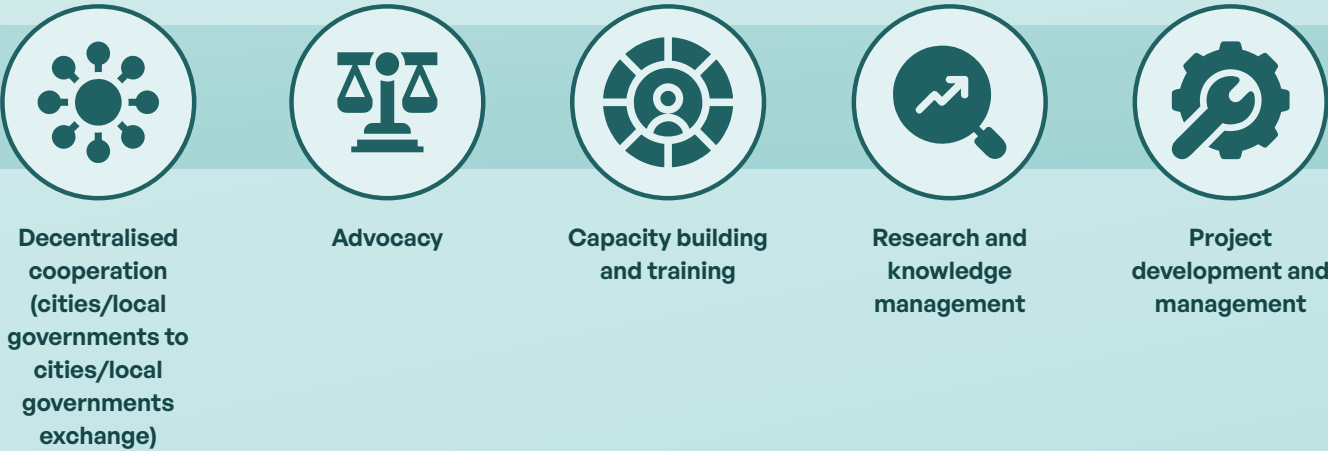 Decentralised
cooperation
(cities/local
governments to
cities/local
governments
exchange)
Advocacy
Capacity building
and training
Research and
knowledge
management
Project
development and
management